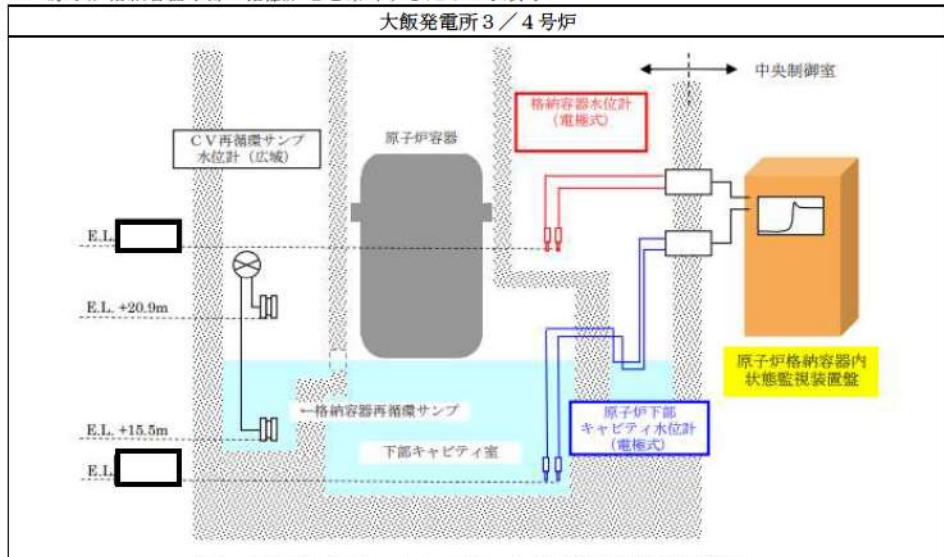 大飯発電所3/4号炉
中央制御室
格納容器水位計
(電極式)
CV再循環サンプ
水位計(広域)
原子炉容器
E.L.
E.L. +20.9m
原子炉格納容器内
状態監視装置盤
←格納容器再循環サンプ
原子炉下部
キャビティ水位計
(電極式)
E.L. +15.5m
下部キャビティ室
E.L.